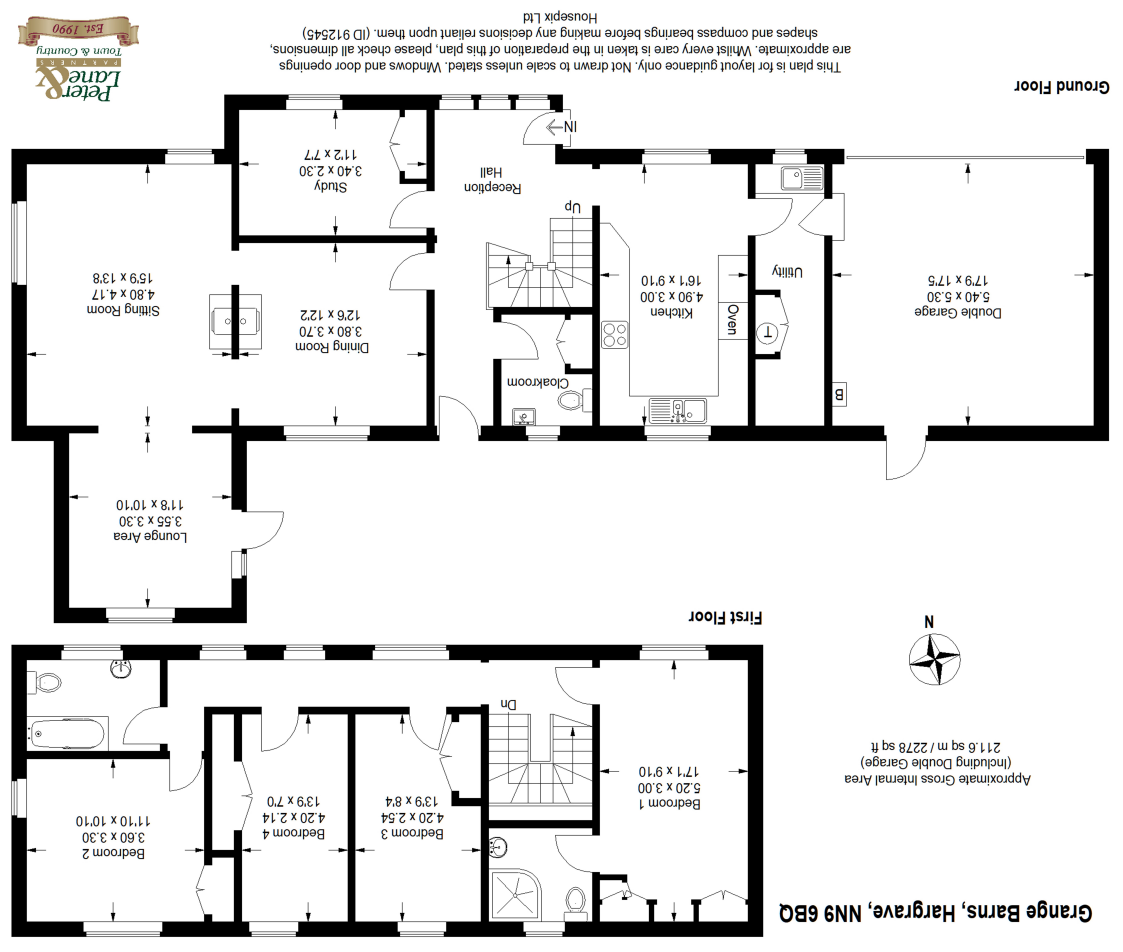 Grange Barns, Hargrave, NN9 6BQ
Approximate Gross Internal Area
(Including Double Garage)
211.6 sq m / 2278 sq ft
N
Bedroom 1
5.20 x 3.00
17'1 x 9'10
Bedroom 3
4.20 x 2.54
13'9 x 8'4
Bedroom 4
4.20 x 2.14
13'9 x 7'0
Bedroom 2
3.60 x 3.30
11'10 x 10'10
Dn
First Floor
Lounge Area
3.55 x 3.30
11'8 x 10'10
Double Garage
5.40 x 5.30
17'9 x 17'5
B
Utility
T
Kitchen
4.90 x 3.00
16'1 x 9'10
Oven
Cloakroom
Up
Reception
Hall
IN
Dining Room
3.80 x 3.70
12'6 x 12'2
Study
3.40 x 2.30
11'2 x 7'7
Sitting Room
4.80 x 4.17
15'9 x 13'8
Ground Floor
This plan is for layout guidance only. Not drawn to scale unless stated. Windows and door openings
are approximate. Whilst every care is taken in the preparation of this plan, please check all dimensions,
shapes and compass bearings before making any decisions reliant upon them. (ID 912545)
Housepix Ltd
Peter
Lane &
PARTNERS
Town & Country
Est. 1990